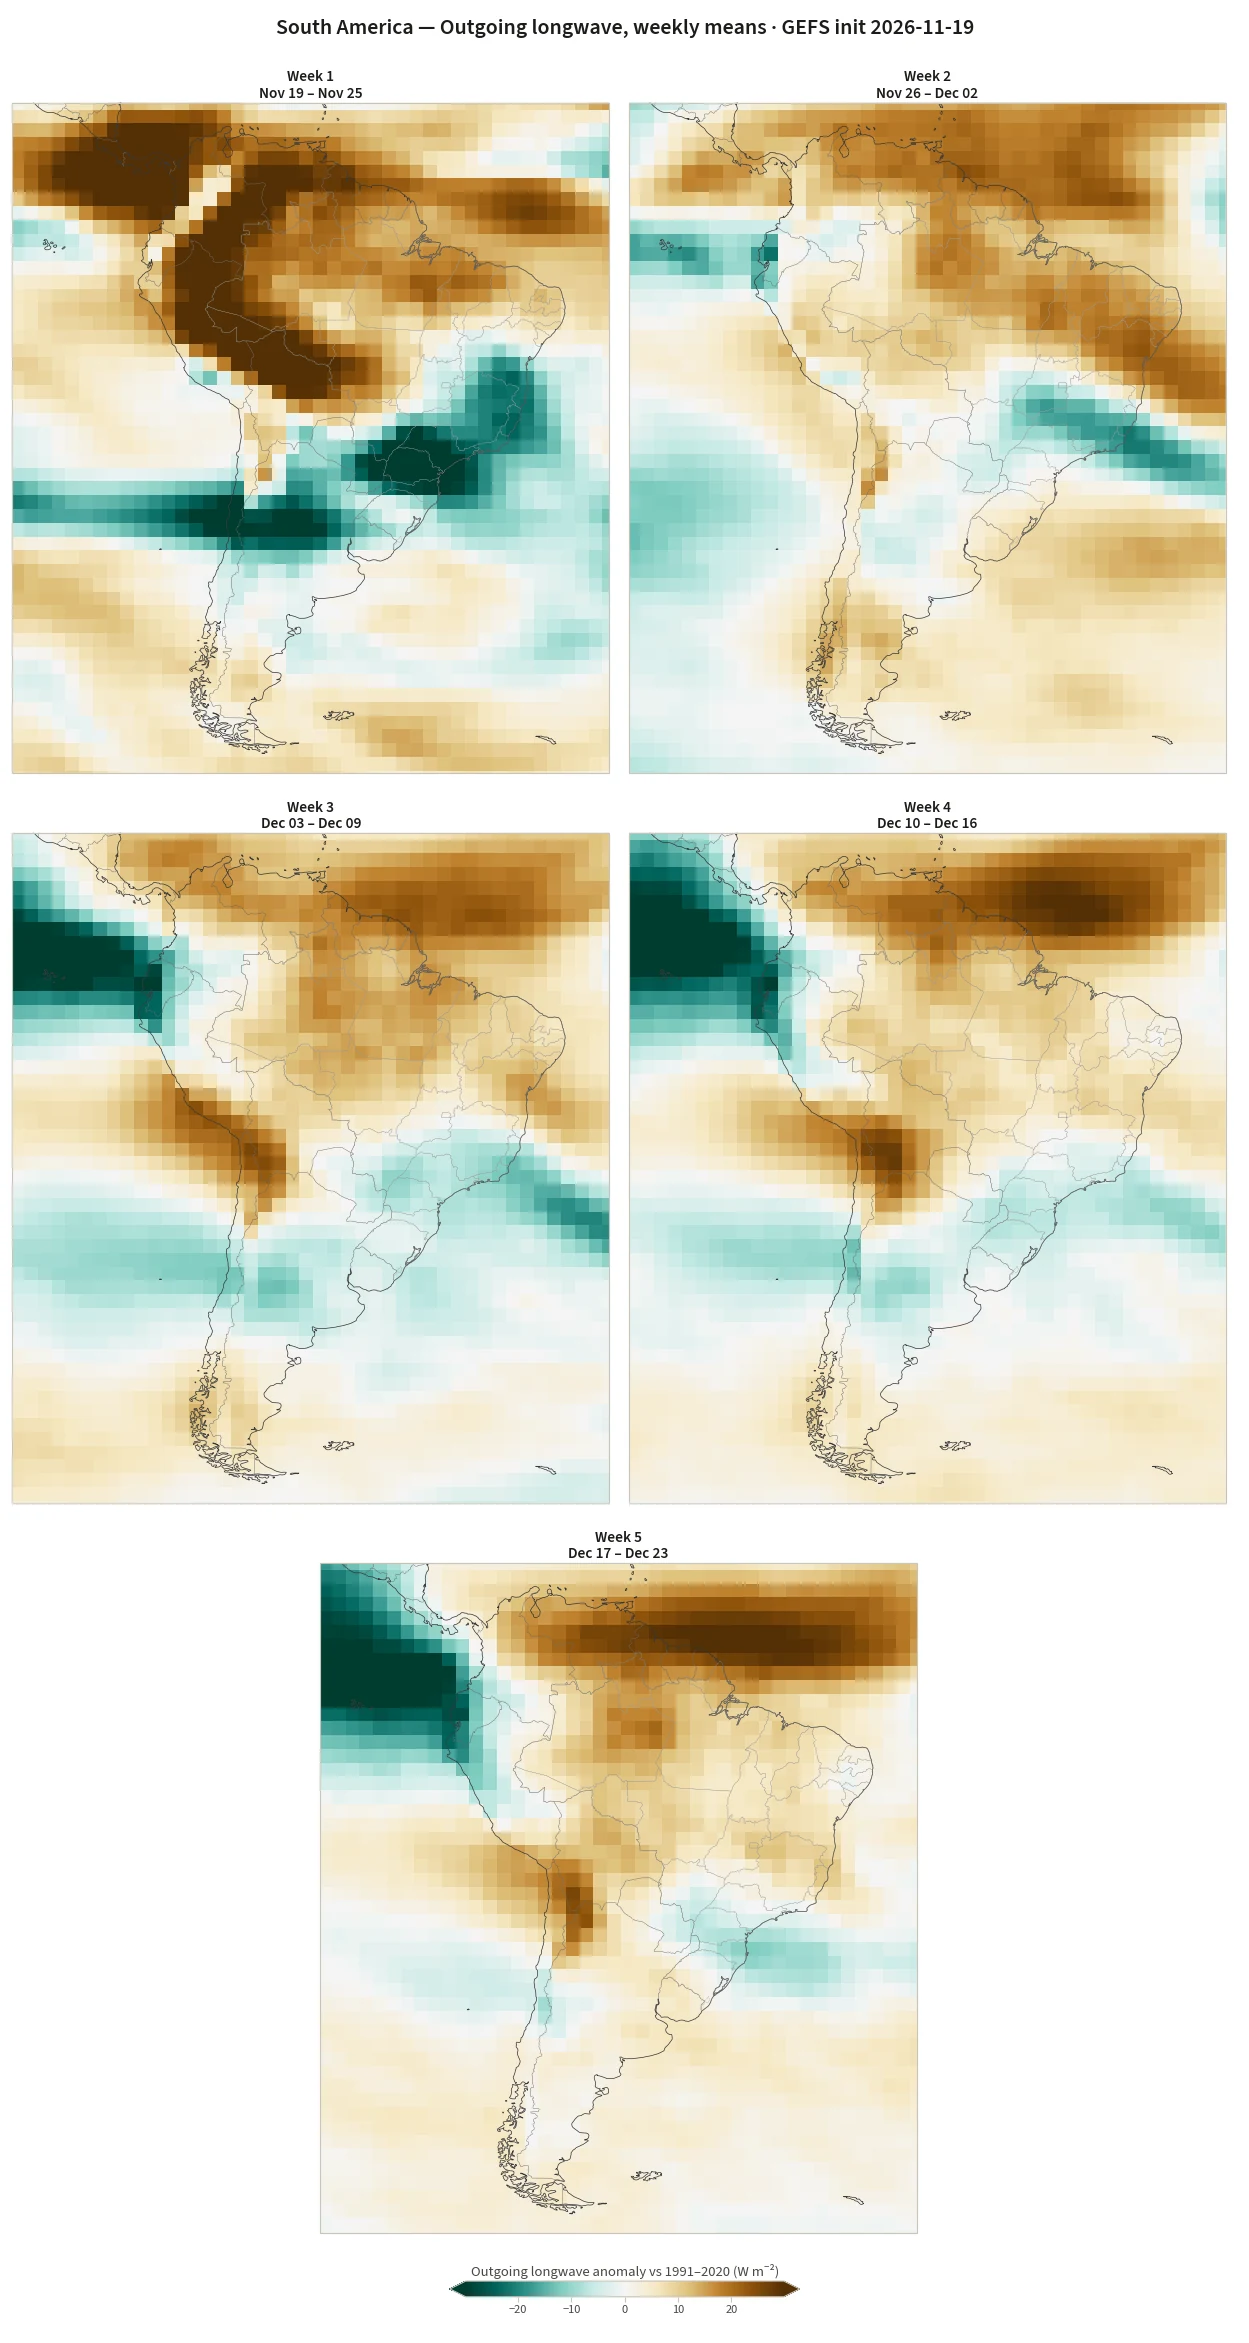 South America — Outgoing longwave, weekly means · GEFS init 2026-11-19
Week 1
Nov 19 – Nov 25
Week 2
Nov 26 – Dec 02
Week 3
Dec 03 – Dec 09
Week 4
Dec 10 – Dec 16
Week 5
Dec 17 – Dec 23
Outgoing longwave anomaly vs 1991–2020 (W m⁻²)
−20 −10 0 10 20